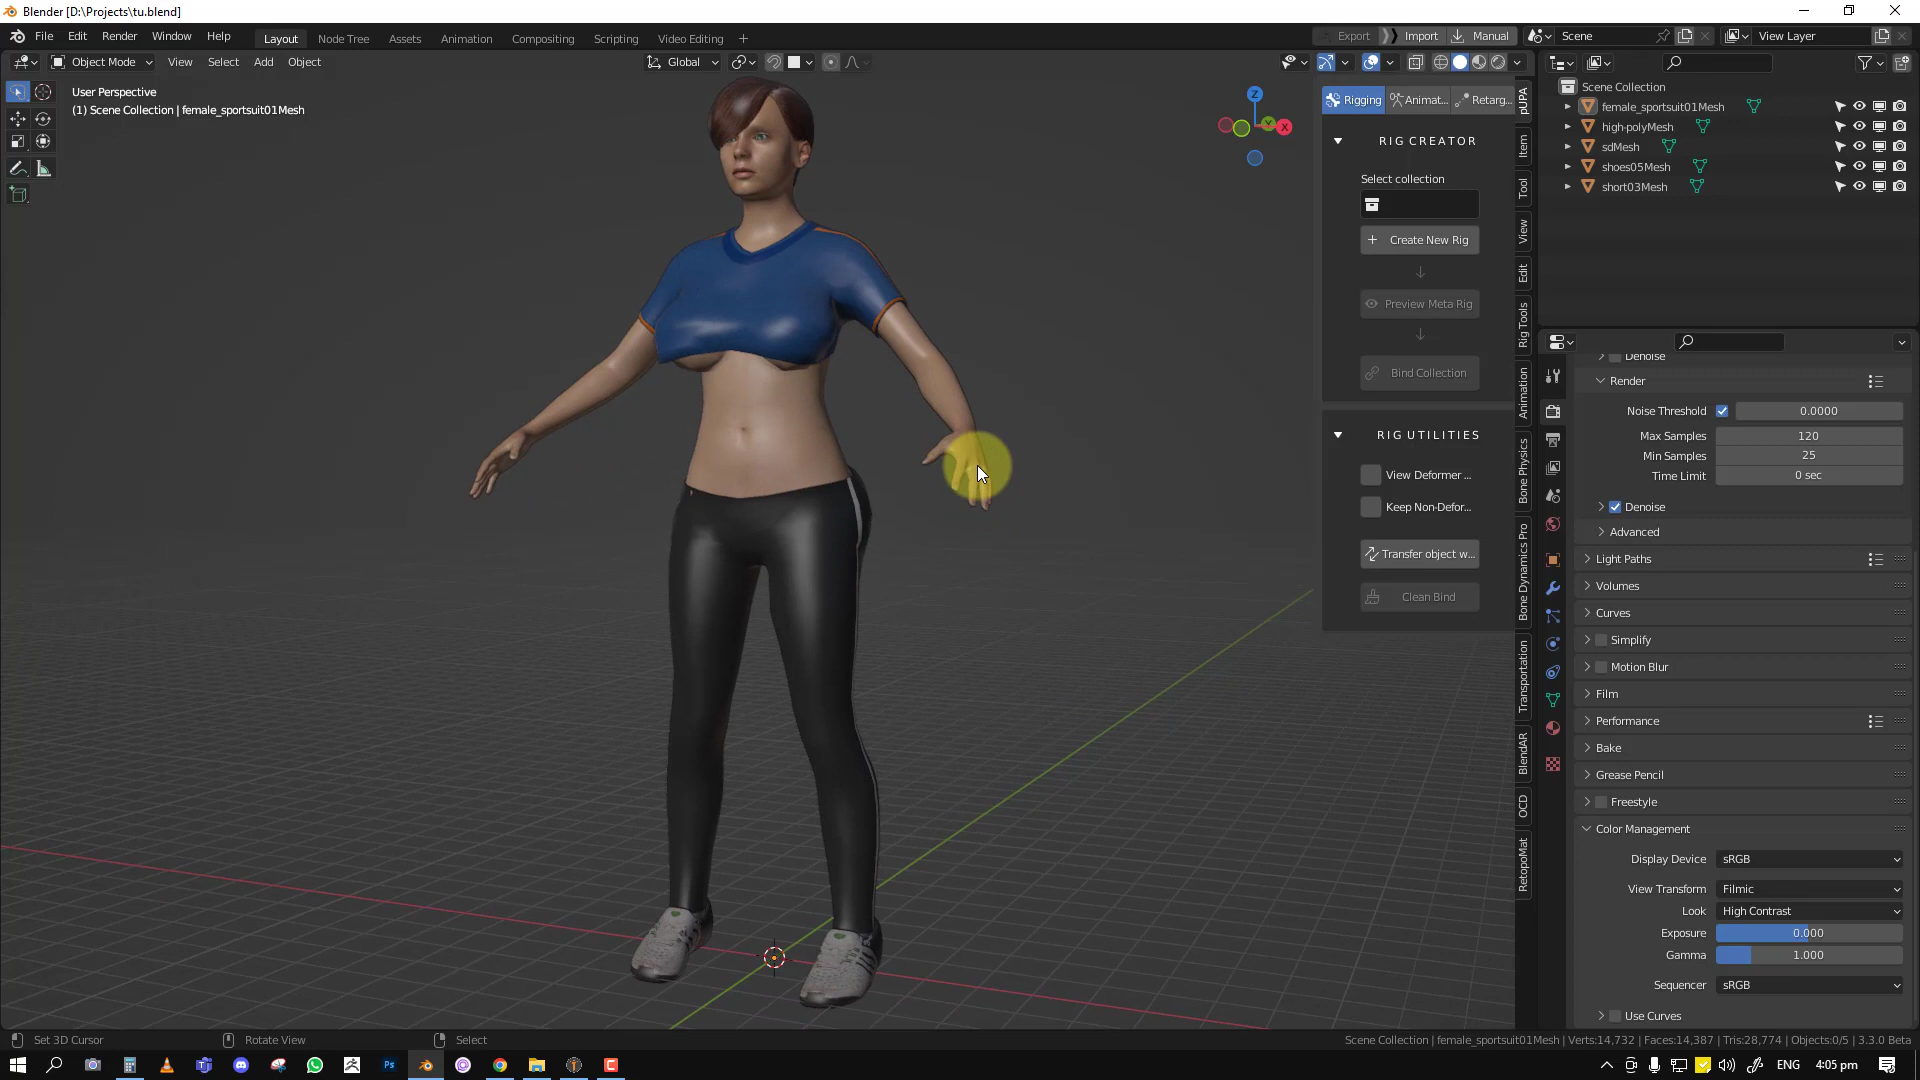 Blender [D:\Projects\tu.blend]
File Edit Render Window Help
Layout Node Tree Assets Animation Compositing Scripting Video Editing +
Export Import Manual Scene View Layer
Object Mode View Select Add Object Global
User Perspective
(1) Scene Collection | female_sportsuit01Mesh
Z
Y
X
Rigging Animat... Retarg...
RIG CREATOR
Select collection
Create New Rig
Preview Meta Rig
Bind Collection
RIG UTILITIES
View Deformer ...
Keep Non-Defor...
Transfer object w...
Clean Bind
pUPA
Item
Tool
View
Edit
Rig Tools
Animation
Bone Physics
Bone Dynamics Pro
Transportation
BlendAR
OCD
RetopoMat
Scene Collection
female_sportsuit01Mesh
high-polyMesh
sdMesh
shoes05Mesh
short03Mesh
Denoise
Render
Noise Threshold 0.0000
Max Samples 120
Min Samples 25
Time Limit 0 sec
Denoise
Advanced
Light Paths
Volumes
Curves
Simplify
Motion Blur
Film
Performance
Bake
Grease Pencil
Freestyle
Color Management
Display Device sRGB
View Transform Filmic
Look High Contrast
Exposure 0.000
Gamma 1.000
Sequencer sRGB
Use Curves
Set 3D Cursor Rotate View Select
Scene Collection | female_sportsuit01Mesh | Verts:14,732 | Faces:14,387 | Tris:28,774 | Objects:0/5 | 3.3.0 Beta
Ps
ENG 4:05 pm